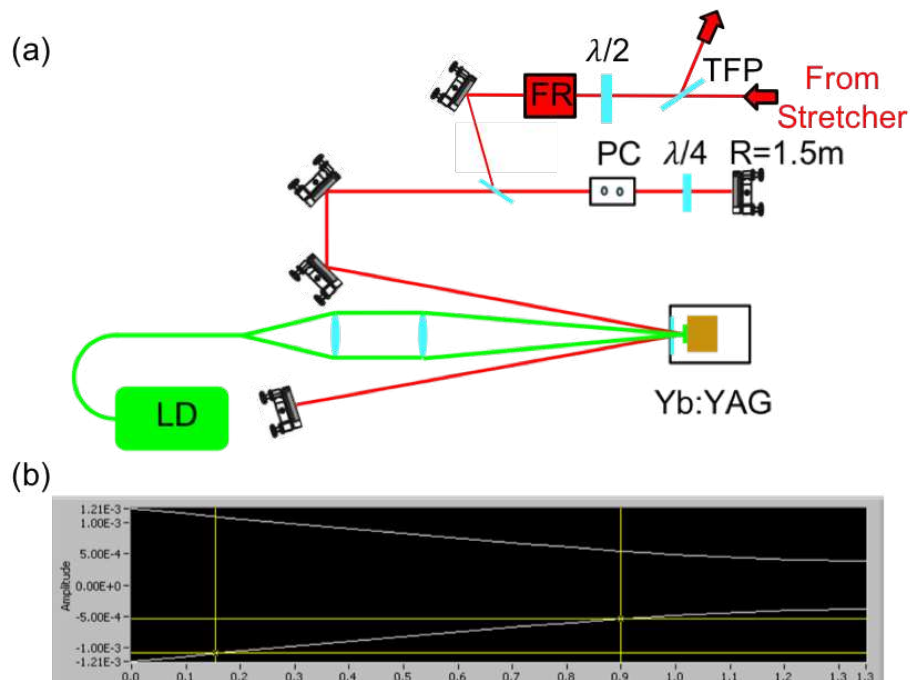 (a)
λ/2
TFP
FR
From
Stretcher
PC
λ/4
R=1.5m
LD
Yb:YAG
(b)
Amplitude
1.21E-3
1.00E-3
5.00E-4
0.00E+0
-5.00E-4
-1.00E-3
-1.21E-3
0.0 0.1 0.2 0.3 0.4 0.5 0.6 0.7 0.8 0.9 1.0 1.1 1.2 1.3 1.3